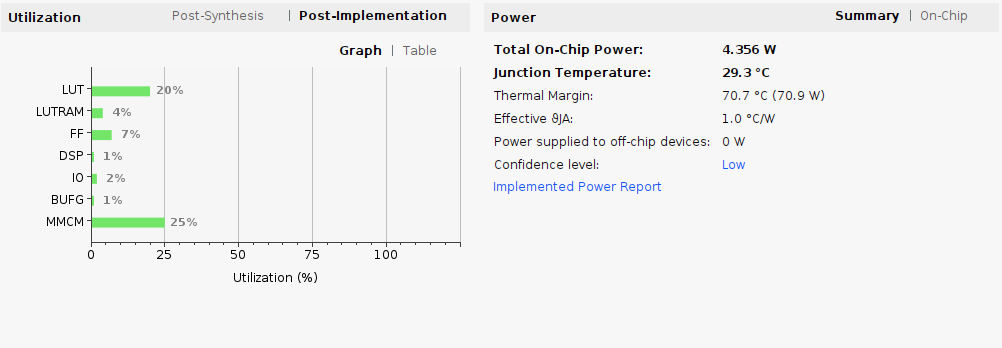 Utilization Post-Synthesis | Post-Implementation
Graph | Table
LUT 20%
LUTRAM 4%
FF 7%
DSP 1%
IO 2%
BUFG 1%
MMCM 25%
0 25 50 75 100
Utilization (%)
Power Summary | On-Chip
Total On-Chip Power: 4.356 W
Junction Temperature: 29.3 °C
Thermal Margin: 70.7 °C (70.9 W)
Effective ϑJA: 1.0 °C/W
Power supplied to off-chip devices: 0 W
Confidence level: Low
Implemented Power Report